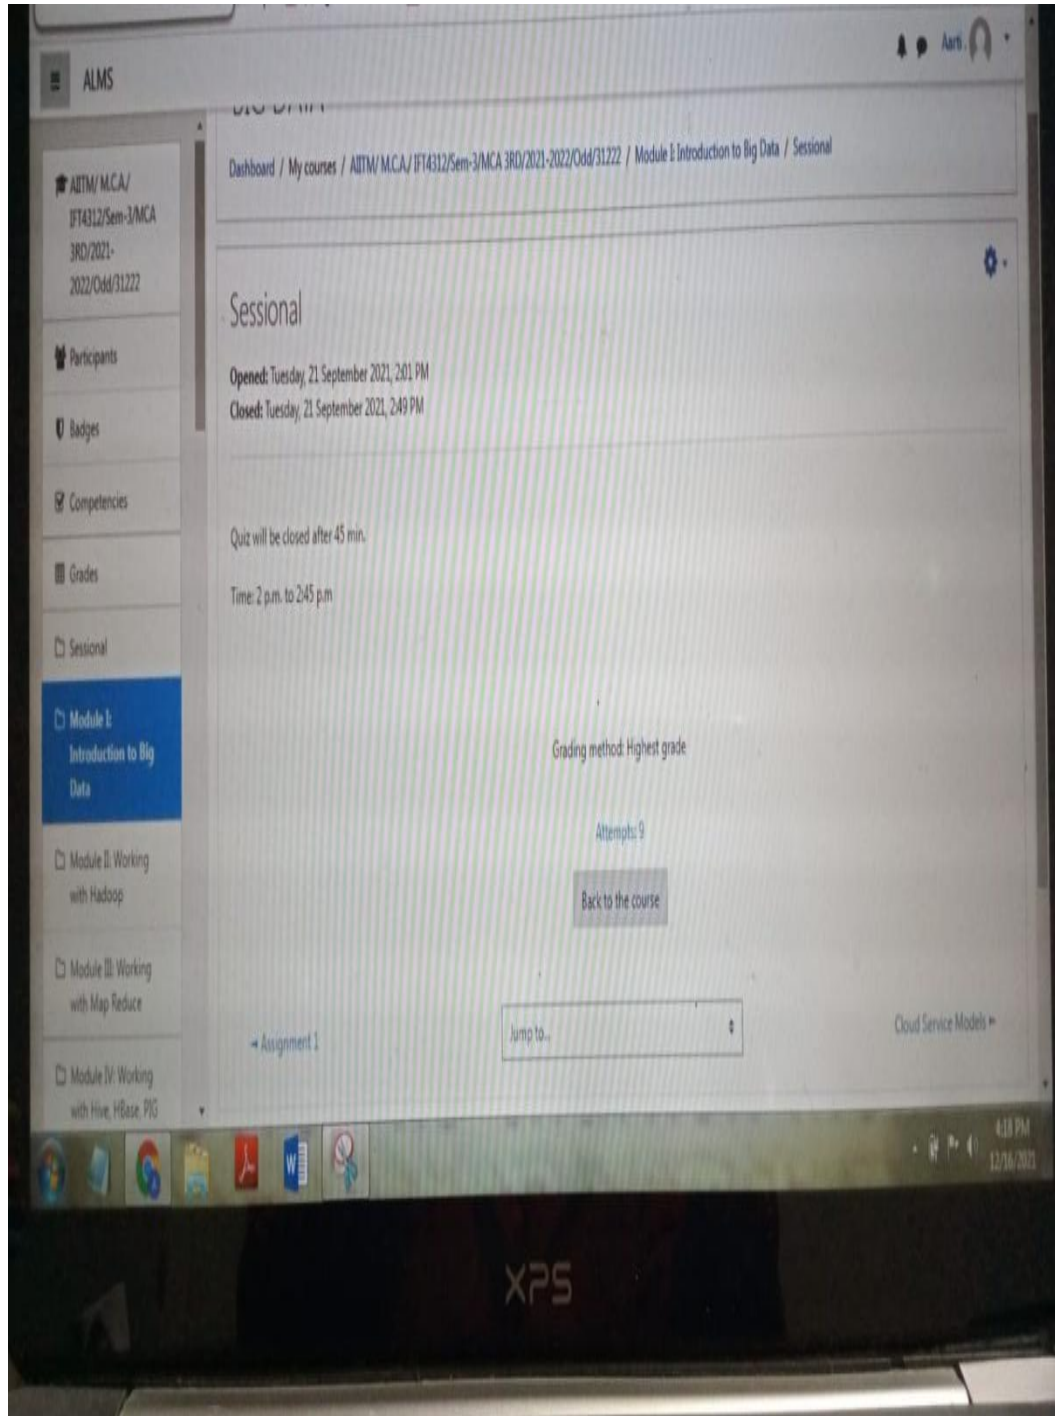 Aarti .
ALMS
BIG DATA
Dashboard / My courses / AIITM/ M.C.A./ IFT4312/Sem-3/MCA 3RD/2021-2022/Odd/31222 / Module I: Introduction to Big Data / Sessional
AIITM/ M.C.A./
IFT4312/Sem-3/MCA
3RD/2021-
2022/Odd/31222
Participants
Badges
Competencies
Grades
Sessional
Module I:
Introduction to Big
Data
Module II: Working
with Hadoop
Module III: Working
with Map Reduce
Module IV: Working
with Hive, HBase, PIG
Sessional
Opened: Tuesday, 21 September 2021, 2:01 PM
Closed: Tuesday, 21 September 2021, 2:49 PM
Quiz will be closed after 45 min.
Time: 2 p.m. to 2:45 p.m
Grading method: Highest grade
Attempts: 9
Back to the course
◄ Assignment 1
Jump to...
Cloud Service Models ►
W
4:13 PM
12/16/2021
XPS